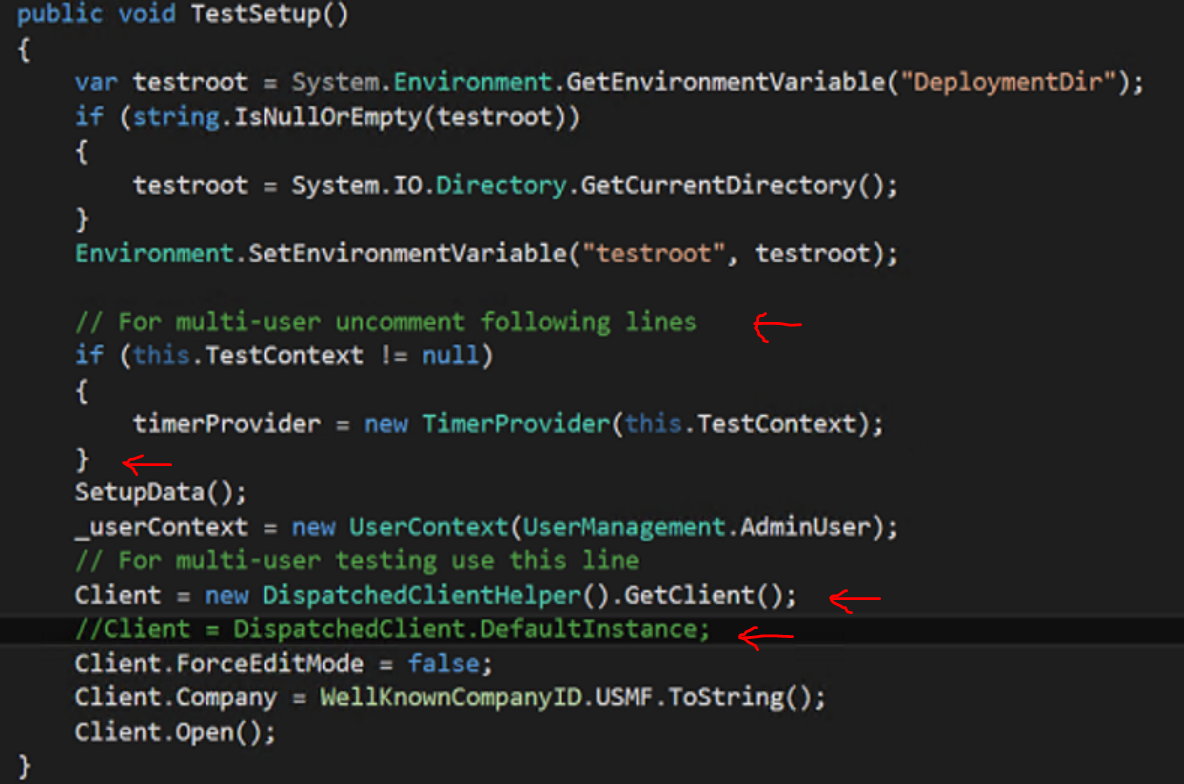 public void TestSetup()
{
var testroot = System.Environment.GetEnvironmentVariable("DeploymentDir");
if (string.IsNullOrEmpty(testroot))
{
testroot = System.IO.Directory.GetCurrentDirectory();
}
Environment.SetEnvironmentVariable("testroot", testroot);
// For multi-user uncomment following lines
if (this.TestContext != null)
{
timerProvider = new TimerProvider(this.TestContext);
}
SetupData();
_userContext = new UserContext(UserManagement.AdminUser);
// For multi-user testing use this line
Client = new DispatchedClientHelper().GetClient();
//Client = DispatchedClient.DefaultInstance;
Client.ForceEditMode = false;
Client.Company = WellKnownCompanyID.USMF.ToString();
Client.Open();
}